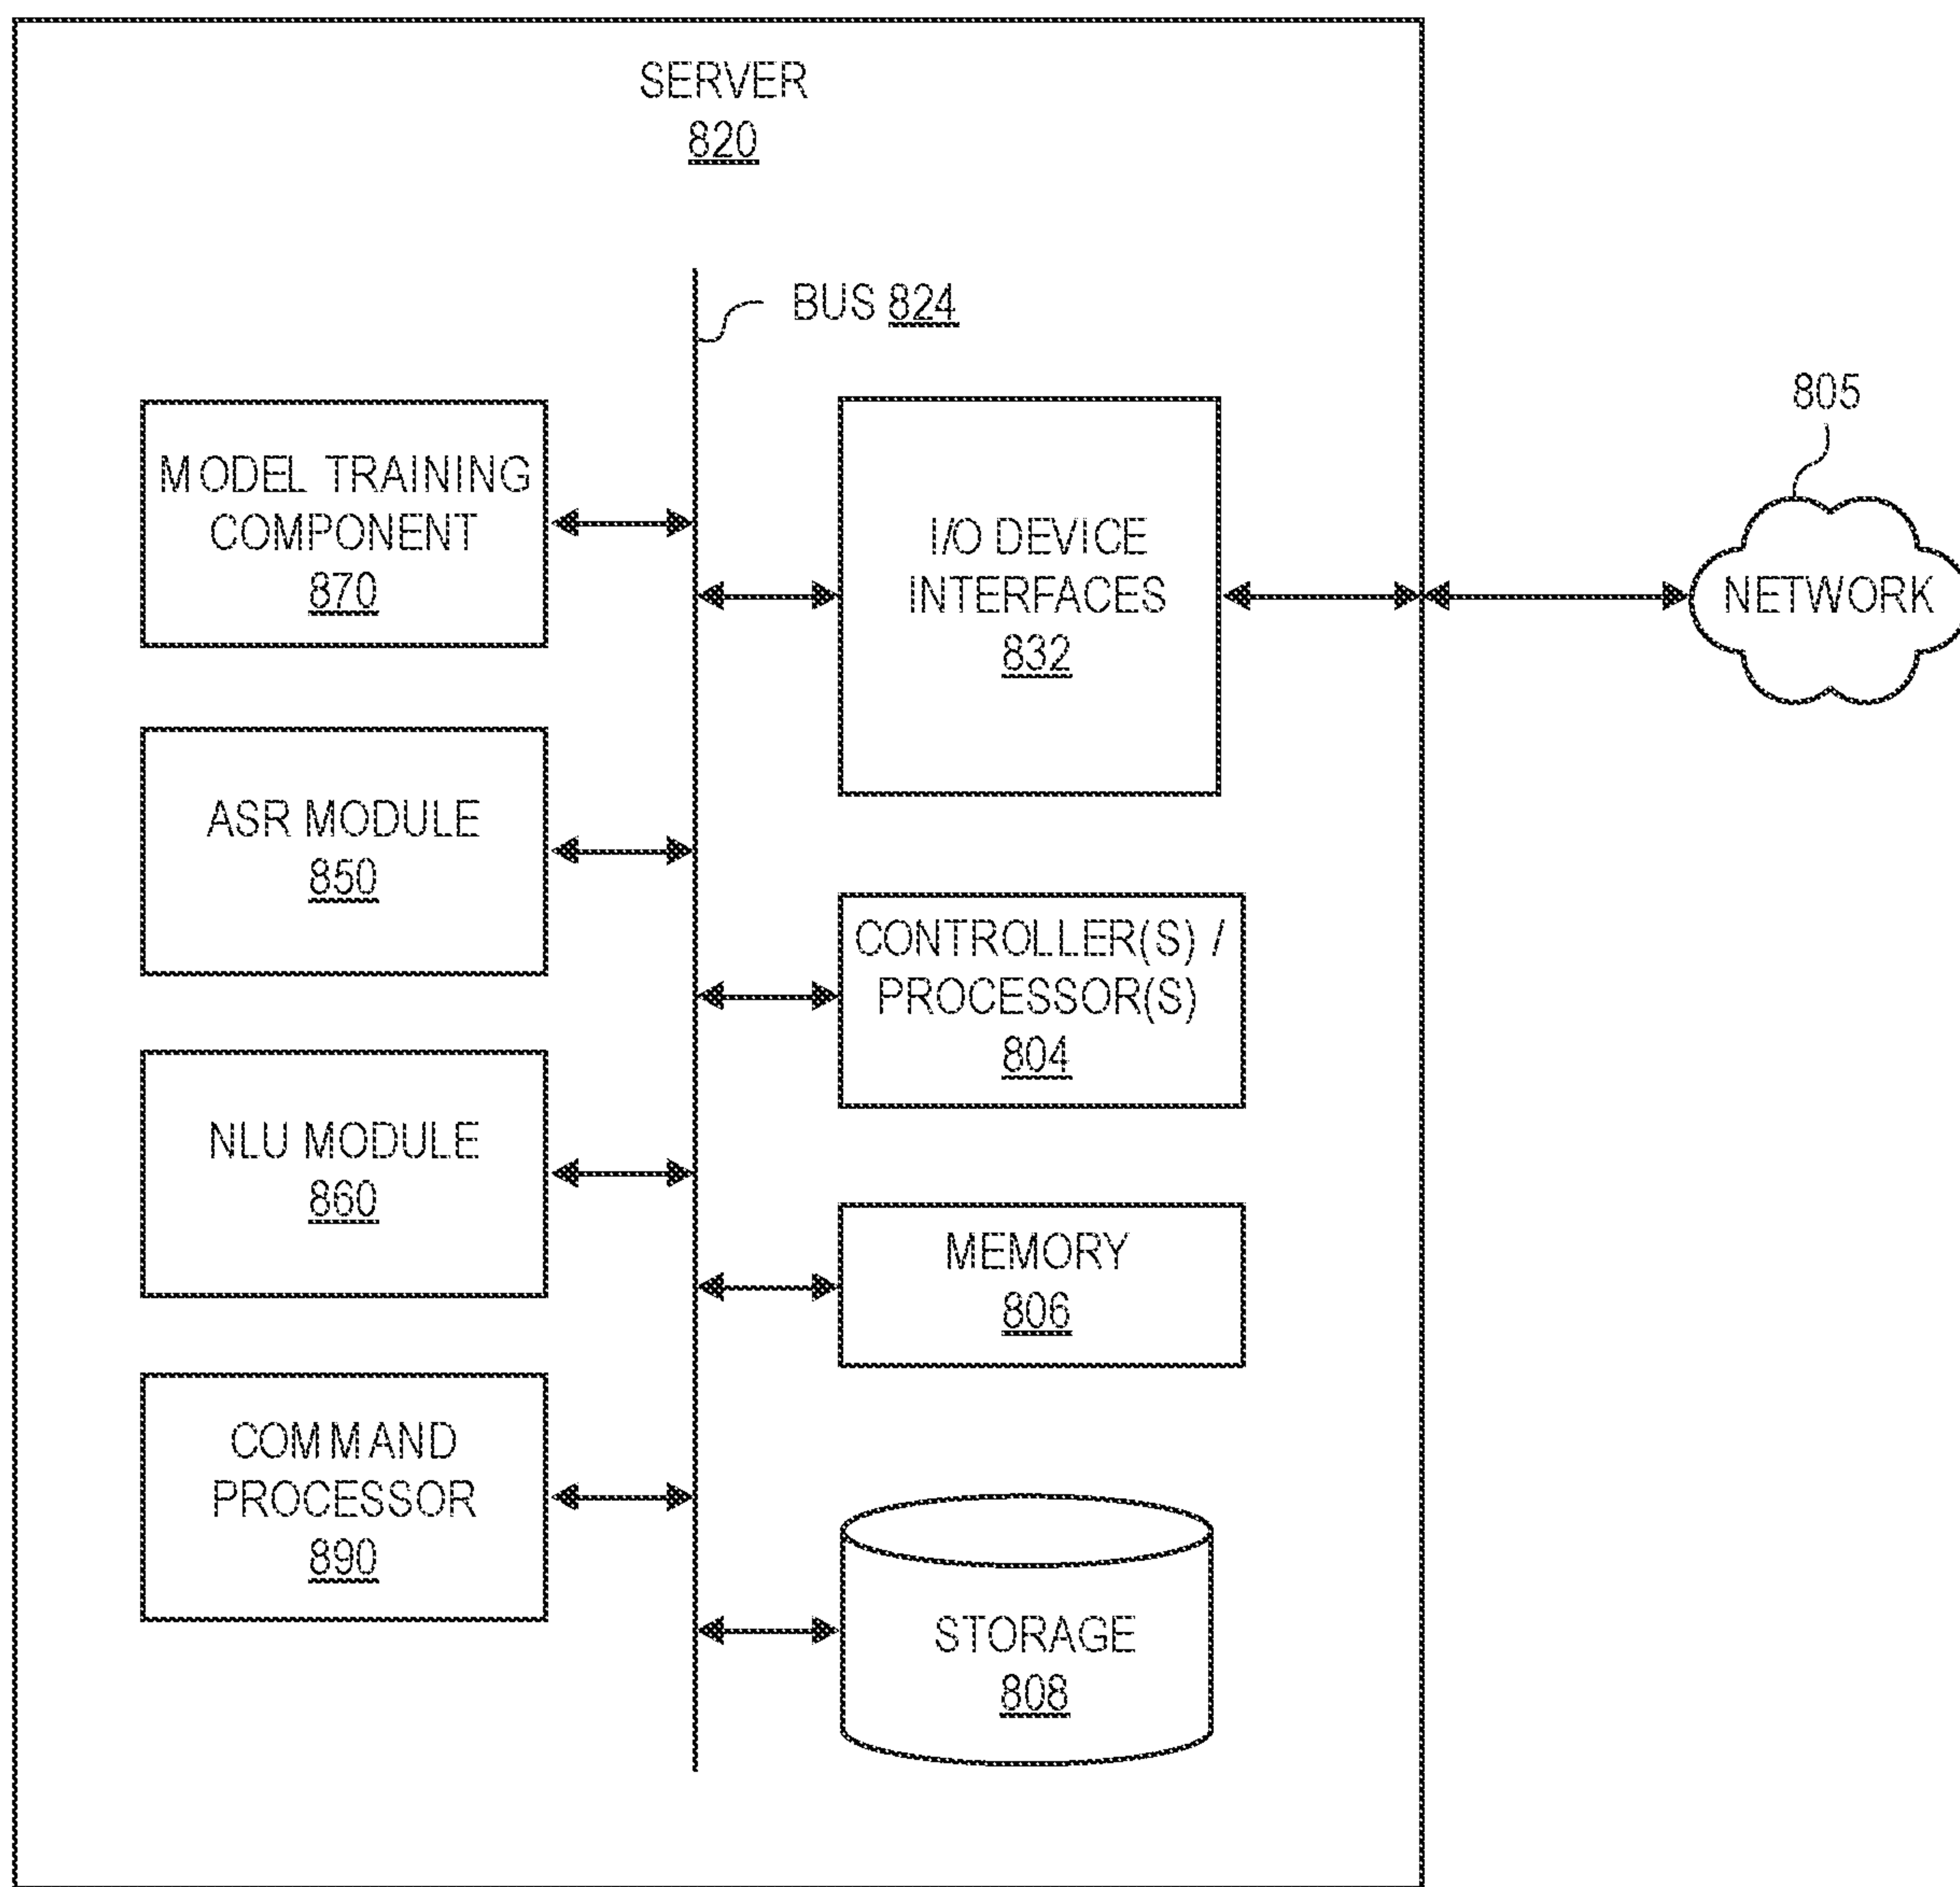 SERVER
820
BUS 824
805
MODEL TRAINING
COMPONENT
870
I/O DEVICE
INTERFACES
832
NETWORK
ASR MODULE
850
CONTROLLER(S) /
PROCESSOR(S)
804
NLU MODULE
860
MEMORY
806
COMMAND
PROCESSOR
890
STORAGE
808